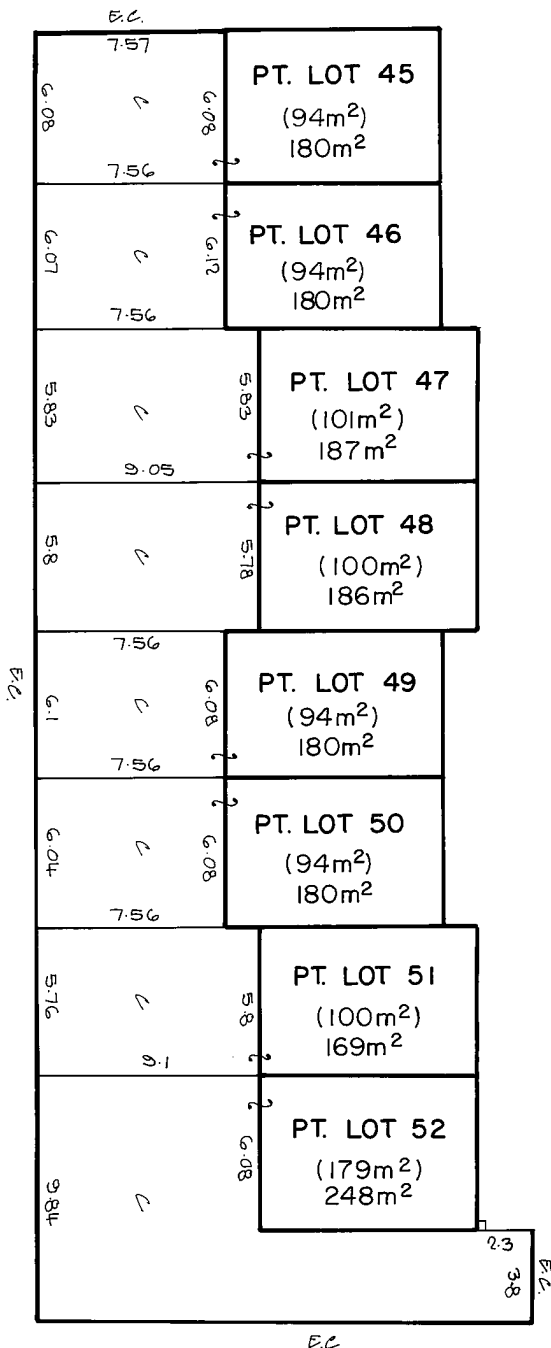 E.C.
7.57
6.08
C
6.08
PT. LOT 45
(94m²)
180m²
7.56
6.07
C
6.12
PT. LOT 46
(94m²)
180m²
7.56
5.83
C
5.83
PT. LOT 47
(101m²)
187m²
9.05
5.8
C
5.78
PT. LOT 48
(100m²)
186m²
7.56
E.C.
6.1
C
6.08
PT. LOT 49
(94m²)
180m²
7.56
6.04
C
6.08
PT. LOT 50
(94m²)
180m²
7.56
5.76
C
5.8
PT. LOT 51
(100m²)
169m²
9.1
9.84
C
6.08
PT. LOT 52
(179m²)
248m²
2.3
3.8
E.C.
E.C